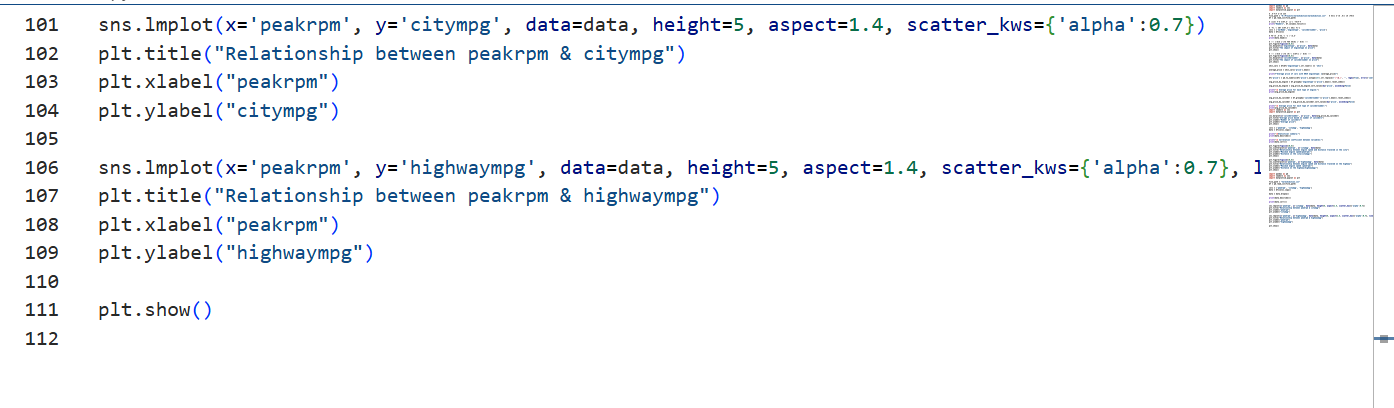 101 sns.lmplot(x='peakrpm', y='citympg', data=data, height=5, aspect=1.4, scatter_kws={'alpha':0.7})
102 plt.title("Relationship between peakrpm & citympg")
103 plt.xlabel("peakrpm")
104 plt.ylabel("citympg")
105
106 sns.lmplot(x='peakrpm', y='highwaympg', data=data, height=5, aspect=1.4, scatter_kws={'alpha':0.7},
107 plt.title("Relationship between peakrpm & highwaympg")
108 plt.xlabel("peakrpm")
109 plt.ylabel("highwaympg")
110
111 plt.show()
112